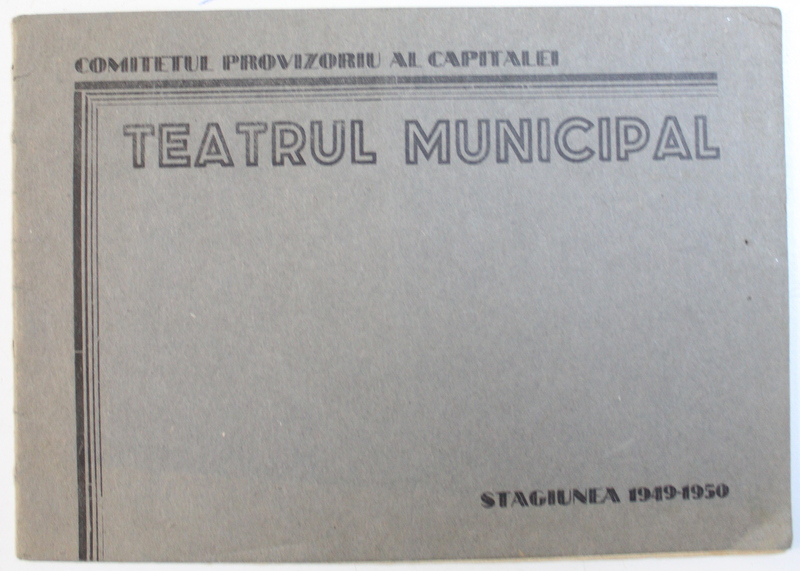 COMITETUL PROVIZORIU AL CAPITALEI
TEATRUL MUNICIPAL
STAGIUNEA 1949-1950